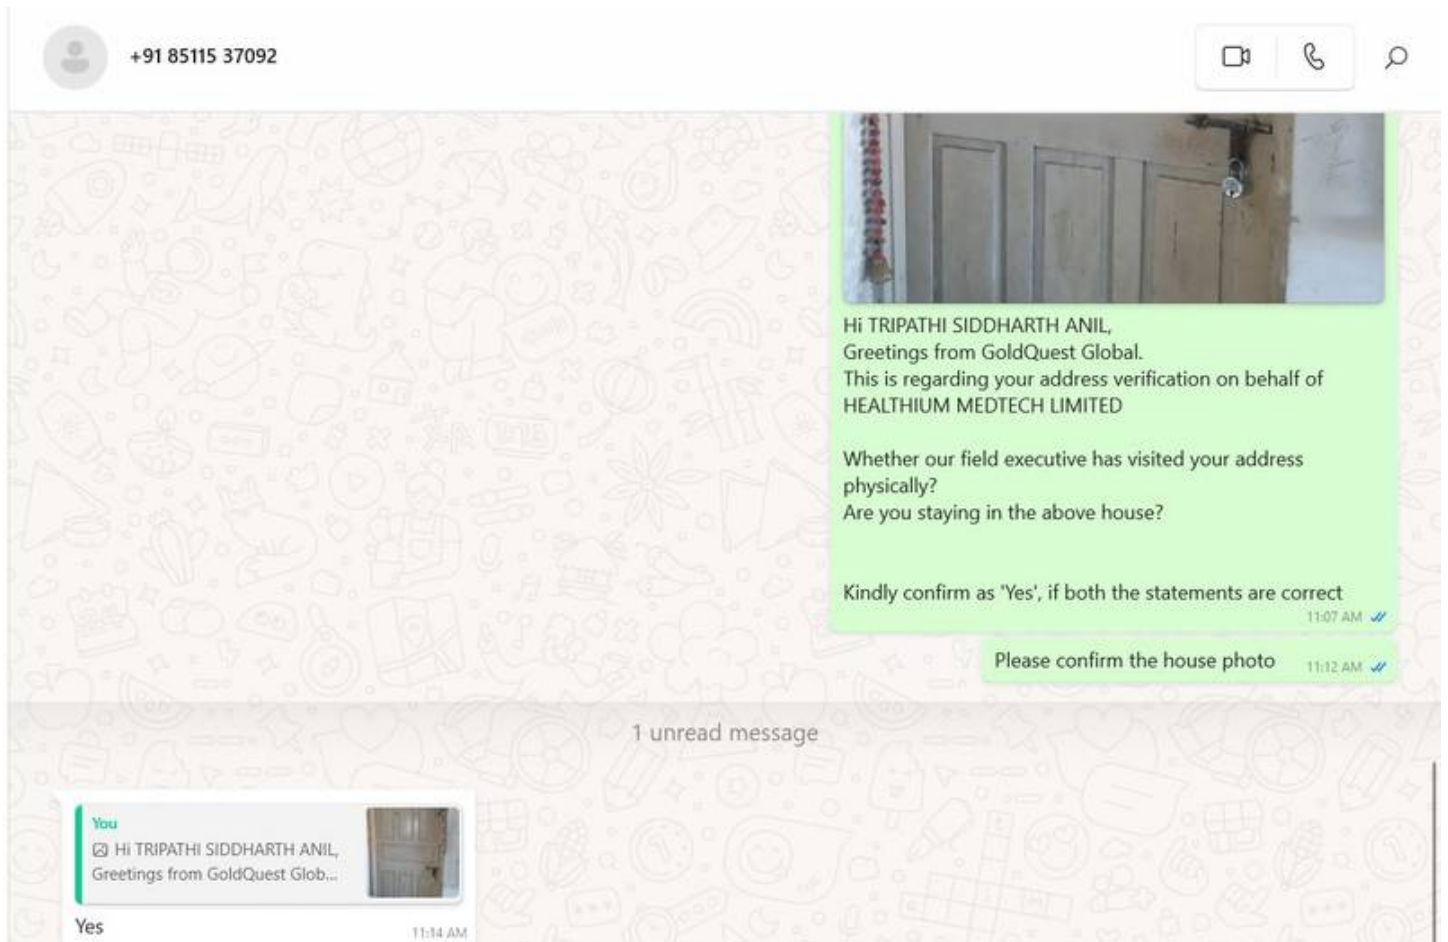 +91 85115 37092
Hi TRIPATHI SIDDHARTH ANIL,
Greetings from GoldQuest Global.
This is regarding your address verification on behalf of
HEALTHIUM MEDTECH LIMITED
Whether our field executive has visited your address
physically?
Are you staying in the above house?
Kindly confirm as 'Yes', if both the statements are correct
11:07 AM
Please confirm the house photo
11:12 AM
1 unread message
You
Hi TRIPATHI SIDDHARTH ANIL,
Greetings from GoldQuest Glob...
Yes
11:14 AM